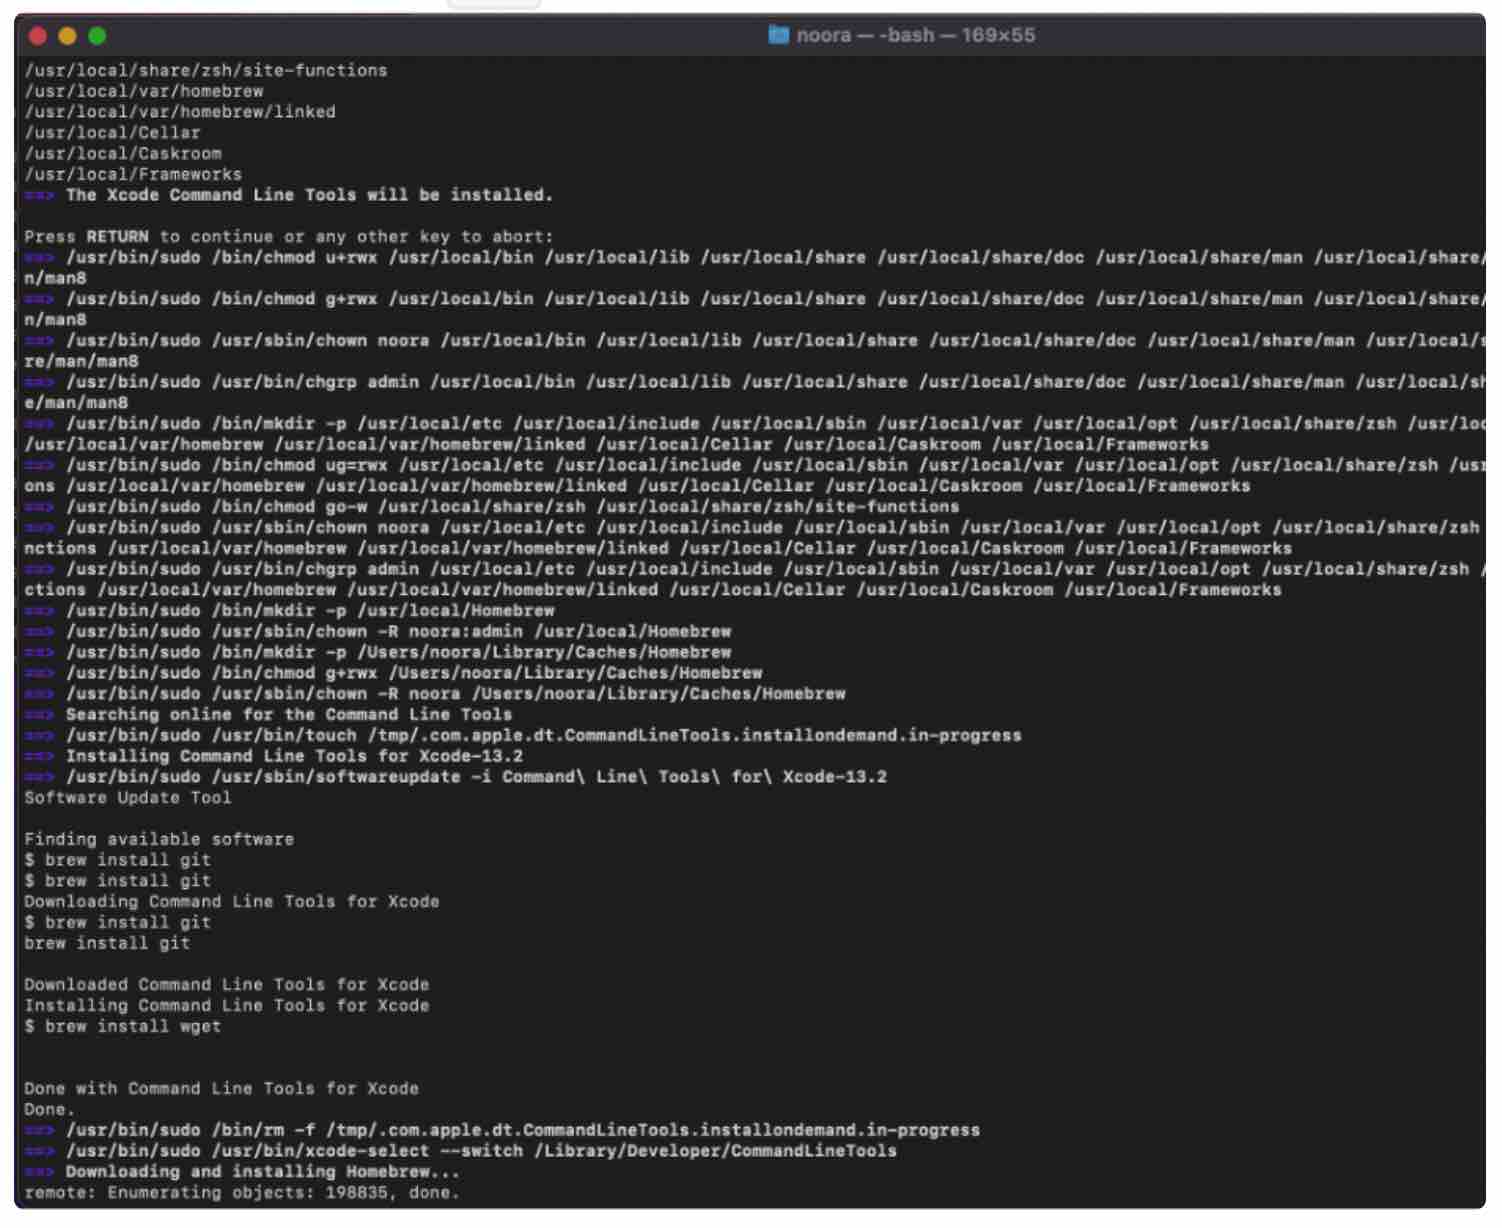 noora — -bash — 169×55
/usr/local/share/zsh/site-functions
/usr/local/var/homebrew
/usr/local/var/homebrew/linked
/usr/local/Cellar
/usr/local/Caskroom
/usr/local/Frameworks
==> The Xcode Command Line Tools will be installed.
Press RETURN to continue or any other key to abort:
==> /usr/bin/sudo /bin/chmod u+rwx /usr/local/bin /usr/local/lib /usr/local/share /usr/local/share/doc /usr/local/share/man /usr/local/share/
n/man8
==> /usr/bin/sudo /bin/chmod g+rwx /usr/local/bin /usr/local/lib /usr/local/share /usr/local/share/doc /usr/local/share/man /usr/local/share/
n/man8
==> /usr/bin/sudo /usr/sbin/chown noora /usr/local/bin /usr/local/lib /usr/local/share /usr/local/share/doc /usr/local/share/man /usr/local/s
re/man/man8
==> /usr/bin/sudo /usr/bin/chgrp admin /usr/local/bin /usr/local/lib /usr/local/share /usr/local/share/doc /usr/local/share/man /usr/local/sh
e/man/man8
==> /usr/bin/sudo /bin/mkdir -p /usr/local/etc /usr/local/include /usr/local/sbin /usr/local/var /usr/local/opt /usr/local/share/zsh /usr/loc
/usr/local/var/homebrew /usr/local/var/homebrew/linked /usr/local/Cellar /usr/local/Caskroom /usr/local/Frameworks
==> /usr/bin/sudo /bin/chmod ug=rwx /usr/local/etc /usr/local/include /usr/local/sbin /usr/local/var /usr/local/opt /usr/local/share/zsh /usr
ons /usr/local/var/homebrew /usr/local/var/homebrew/linked /usr/local/Cellar /usr/local/Caskroom /usr/local/Frameworks
==> /usr/bin/sudo /bin/chmod go-w /usr/local/share/zsh /usr/local/share/zsh/site-functions
==> /usr/bin/sudo /usr/sbin/chown noora /usr/local/etc /usr/local/include /usr/local/sbin /usr/local/var /usr/local/opt /usr/local/share/zsh
nctions /usr/local/var/homebrew /usr/local/var/homebrew/linked /usr/local/Cellar /usr/local/Caskroom /usr/local/Frameworks
==> /usr/bin/sudo /usr/bin/chgrp admin /usr/local/etc /usr/local/include /usr/local/sbin /usr/local/var /usr/local/opt /usr/local/share/zsh /
ctions /usr/local/var/homebrew /usr/local/var/homebrew/linked /usr/local/Cellar /usr/local/Caskroom /usr/local/Frameworks
==> /usr/bin/sudo /bin/mkdir -p /usr/local/Homebrew
==> /usr/bin/sudo /usr/sbin/chown -R noora:admin /usr/local/Homebrew
==> /usr/bin/sudo /bin/mkdir -p /Users/noora/Library/Caches/Homebrew
==> /usr/bin/sudo /bin/chmod g+rwx /Users/noora/Library/Caches/Homebrew
==> /usr/bin/sudo /usr/sbin/chown -R noora /Users/noora/Library/Caches/Homebrew
==> Searching online for the Command Line Tools
==> /usr/bin/sudo /usr/bin/touch /tmp/.com.apple.dt.CommandLineTools.installondemand.in-progress
==> Installing Command Line Tools for Xcode-13.2
==> /usr/bin/sudo /usr/sbin/softwareupdate -i Command\ Line\ Tools\ for\ Xcode-13.2
Software Update Tool
Finding available software
$ brew install git
$ brew install git
Downloading Command Line Tools for Xcode
$ brew install git
brew install git
Downloaded Command Line Tools for Xcode
Installing Command Line Tools for Xcode
$ brew install wget
Done with Command Line Tools for Xcode
Done.
==> /usr/bin/sudo /bin/rm -f /tmp/.com.apple.dt.CommandLineTools.installondemand.in-progress
==> /usr/bin/sudo /usr/bin/xcode-select --switch /Library/Developer/CommandLineTools
==> Downloading and installing Homebrew...
remote: Enumerating objects: 198835, done.